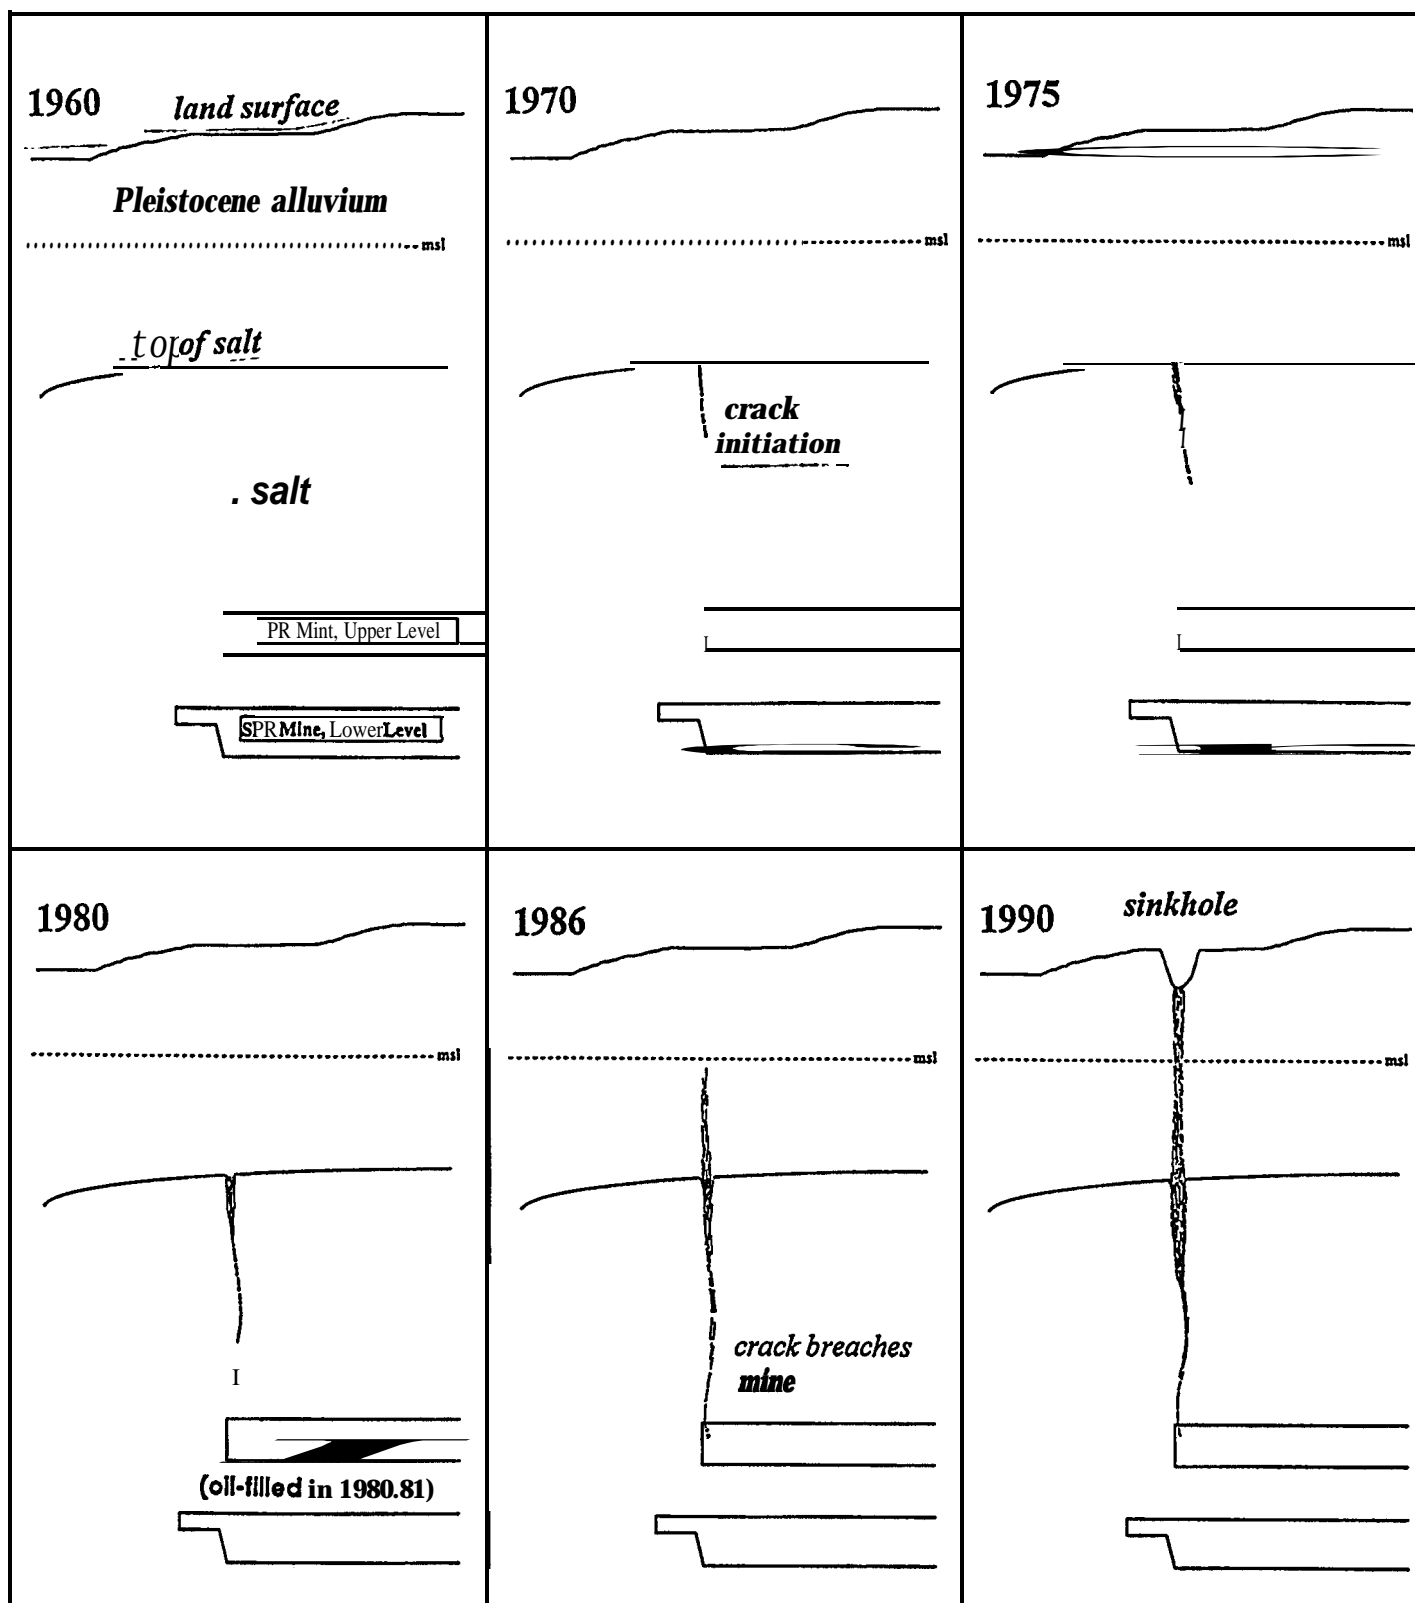 1960
land surface
Pleistocene alluvium
msl
top of salt
. salt
PR Mint, Upper Level
SPR Mine, Lower Level
1970
msl
crack
initiation
I
1975
msl
I
I
I
1980
msl
I
(oil-filled in 1980.81)
1986
msl
crack breaches
mine
1990
sinkhole
msl